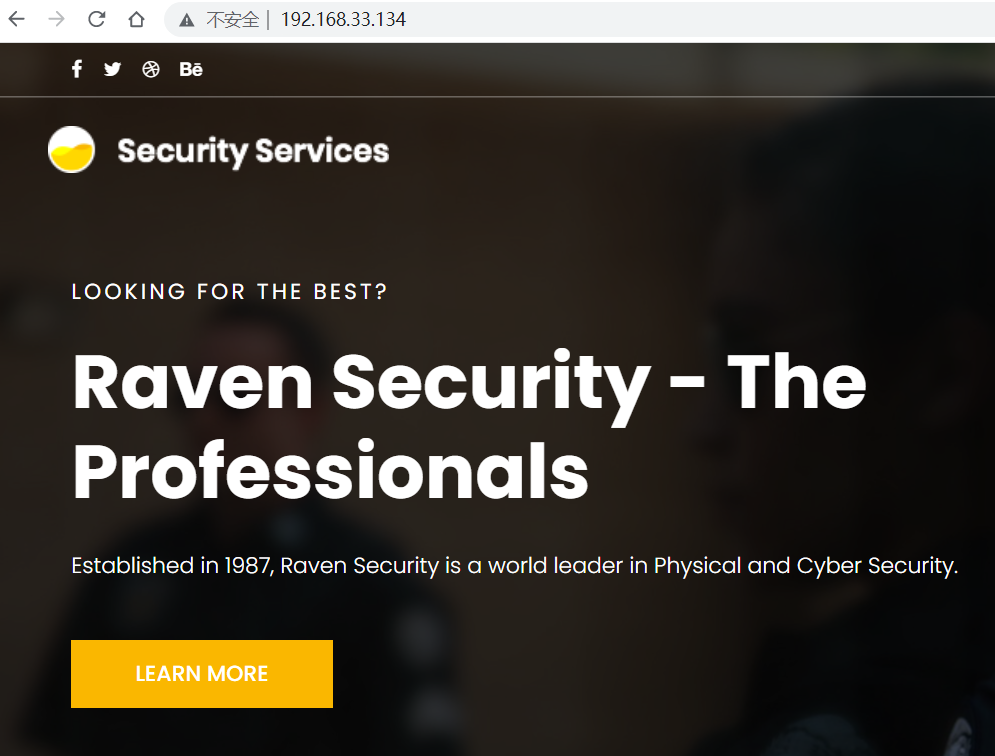 不安全 | 192.168.33.134
Bē
Security Services
LOOKING FOR THE BEST?
Raven Security - The
Professionals
Established in 1987, Raven Security is a world leader in Physical and Cyber Security.
LEARN MORE